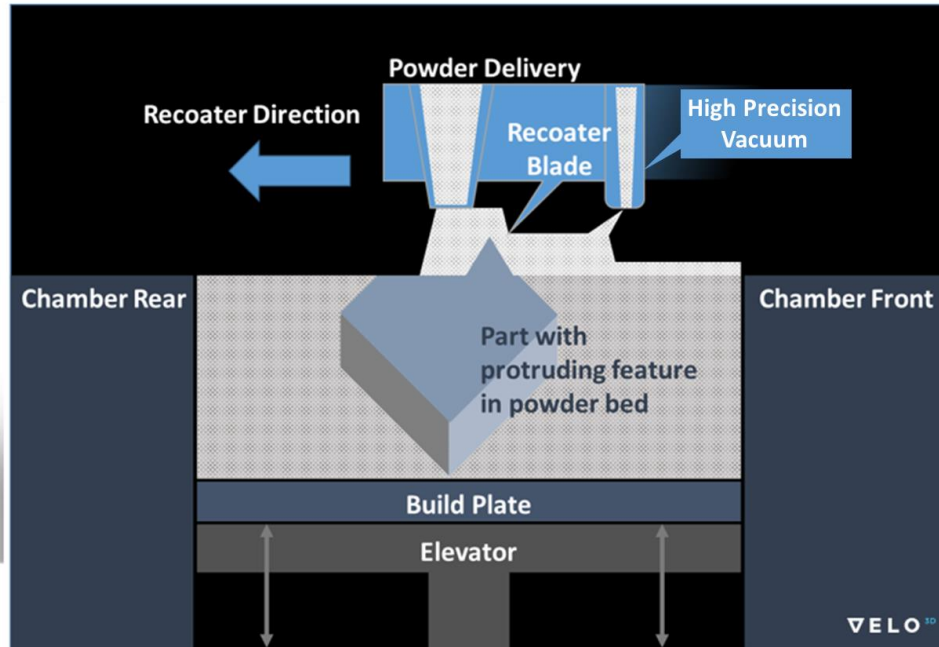 Powder Delivery
Recoater Direction
Recoater
Blade
High Precision
Vacuum
Chamber Rear
Chamber Front
Part with
protruding feature
in powder bed
Build Plate
Elevator
VELO 3D